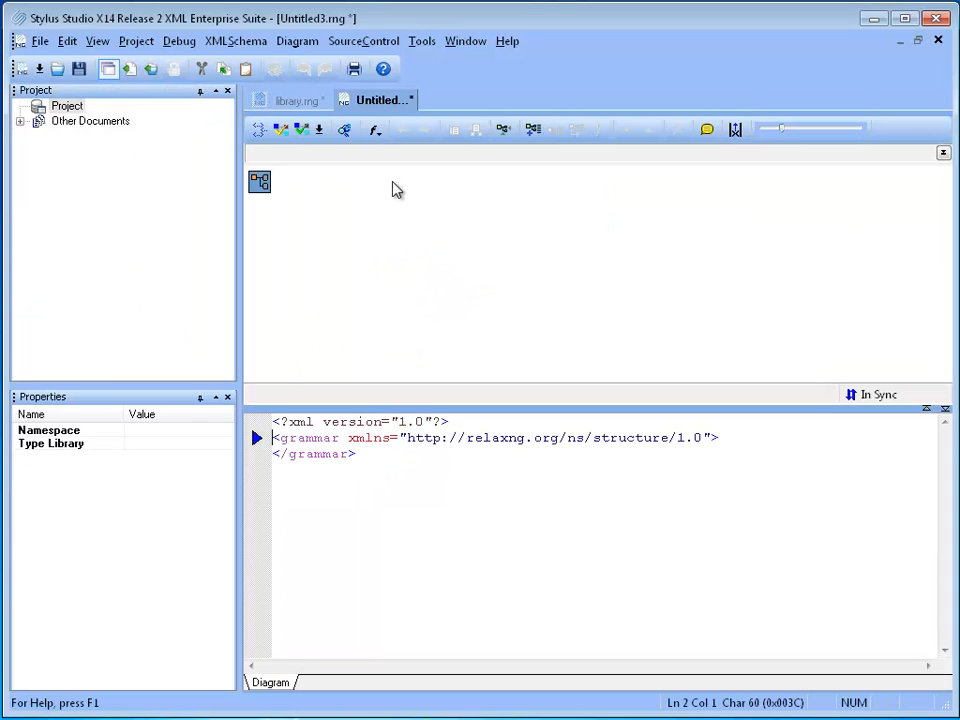 Stylus Studio X14 Release 2 XML Enterprise Suite - [Untitled3.rng *]
File Edit View Project Debug XMLSchema Diagram SourceControl Tools Window Help
Project
library.rng *
Untitled...*
Project
Other Documents
In Sync
Properties
Name Value
Namespace
Type Library
<?xml version="1.0"?>
<grammar xmlns="http://relaxng.org/ns/structure/1.0">
</grammar>
Diagram
For Help, press F1
Ln 2 Col 1 Char 60 (0x003C)
NUM